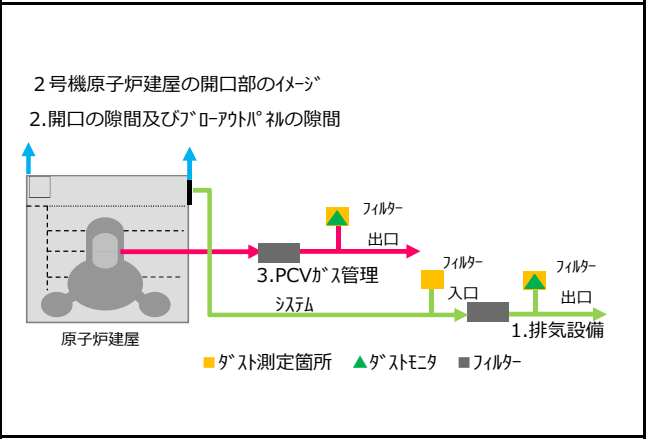 ２号機原子炉建屋の開口部のｲﾒｰｼﾞ
2.開口の隙間及びﾌﾞﾛｰｱｳﾄﾊﾟﾈﾙの隙間
ﾌｨﾙﾀｰ
出口
3.PCVｶﾞｽ管理
ｼｽﾃﾑ
ﾌｨﾙﾀｰ
入口
ﾌｨﾙﾀｰ
出口
1.排気設備
原子炉建屋
ﾀﾞｽﾄ測定箇所 ﾀﾞｽﾄﾓﾆﾀ ﾌｨﾙﾀｰ